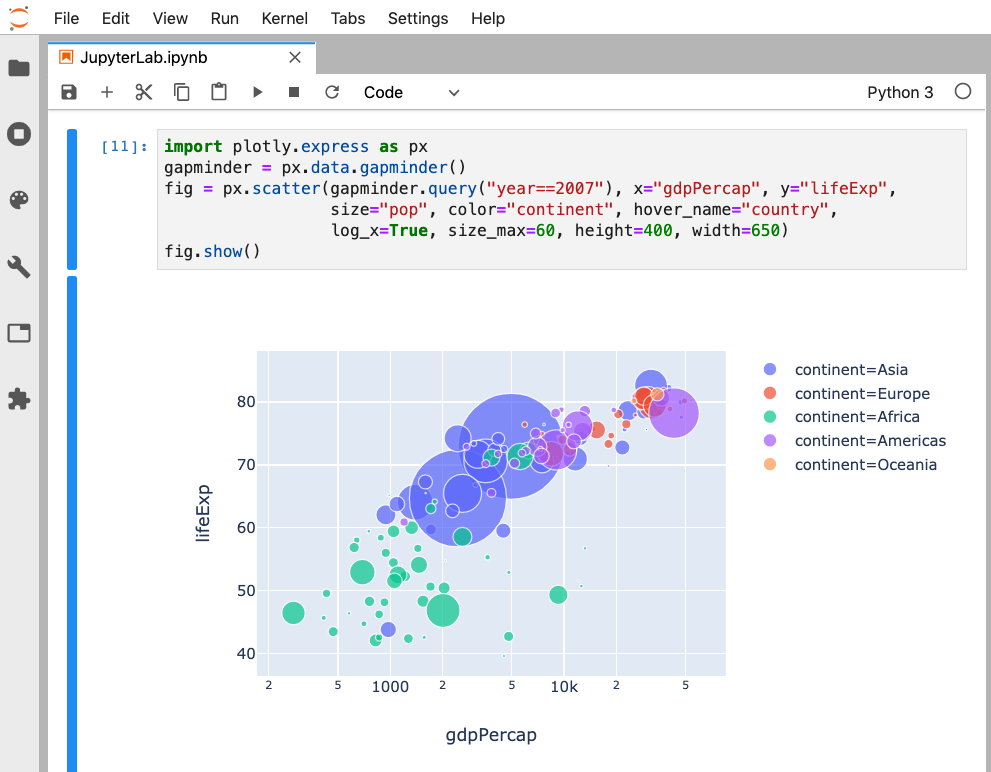 File Edit View Run Kernel Tabs Settings Help
JupyterLab.ipynb
Code Python 3
[11]: import plotly.express as px
gapminder = px.data.gapminder()
fig = px.scatter(gapminder.query("year==2007"), x="gdpPercap", y="lifeExp",
size="pop", color="continent", hover_name="country",
log_x=True, size_max=60, height=400, width=650)
fig.show()
continent=Asia
continent=Europe
continent=Africa
continent=Americas
continent=Oceania
80
70
60
50
40
lifeExp
2 5 1000 2 5 10k 2 5
gdpPercap